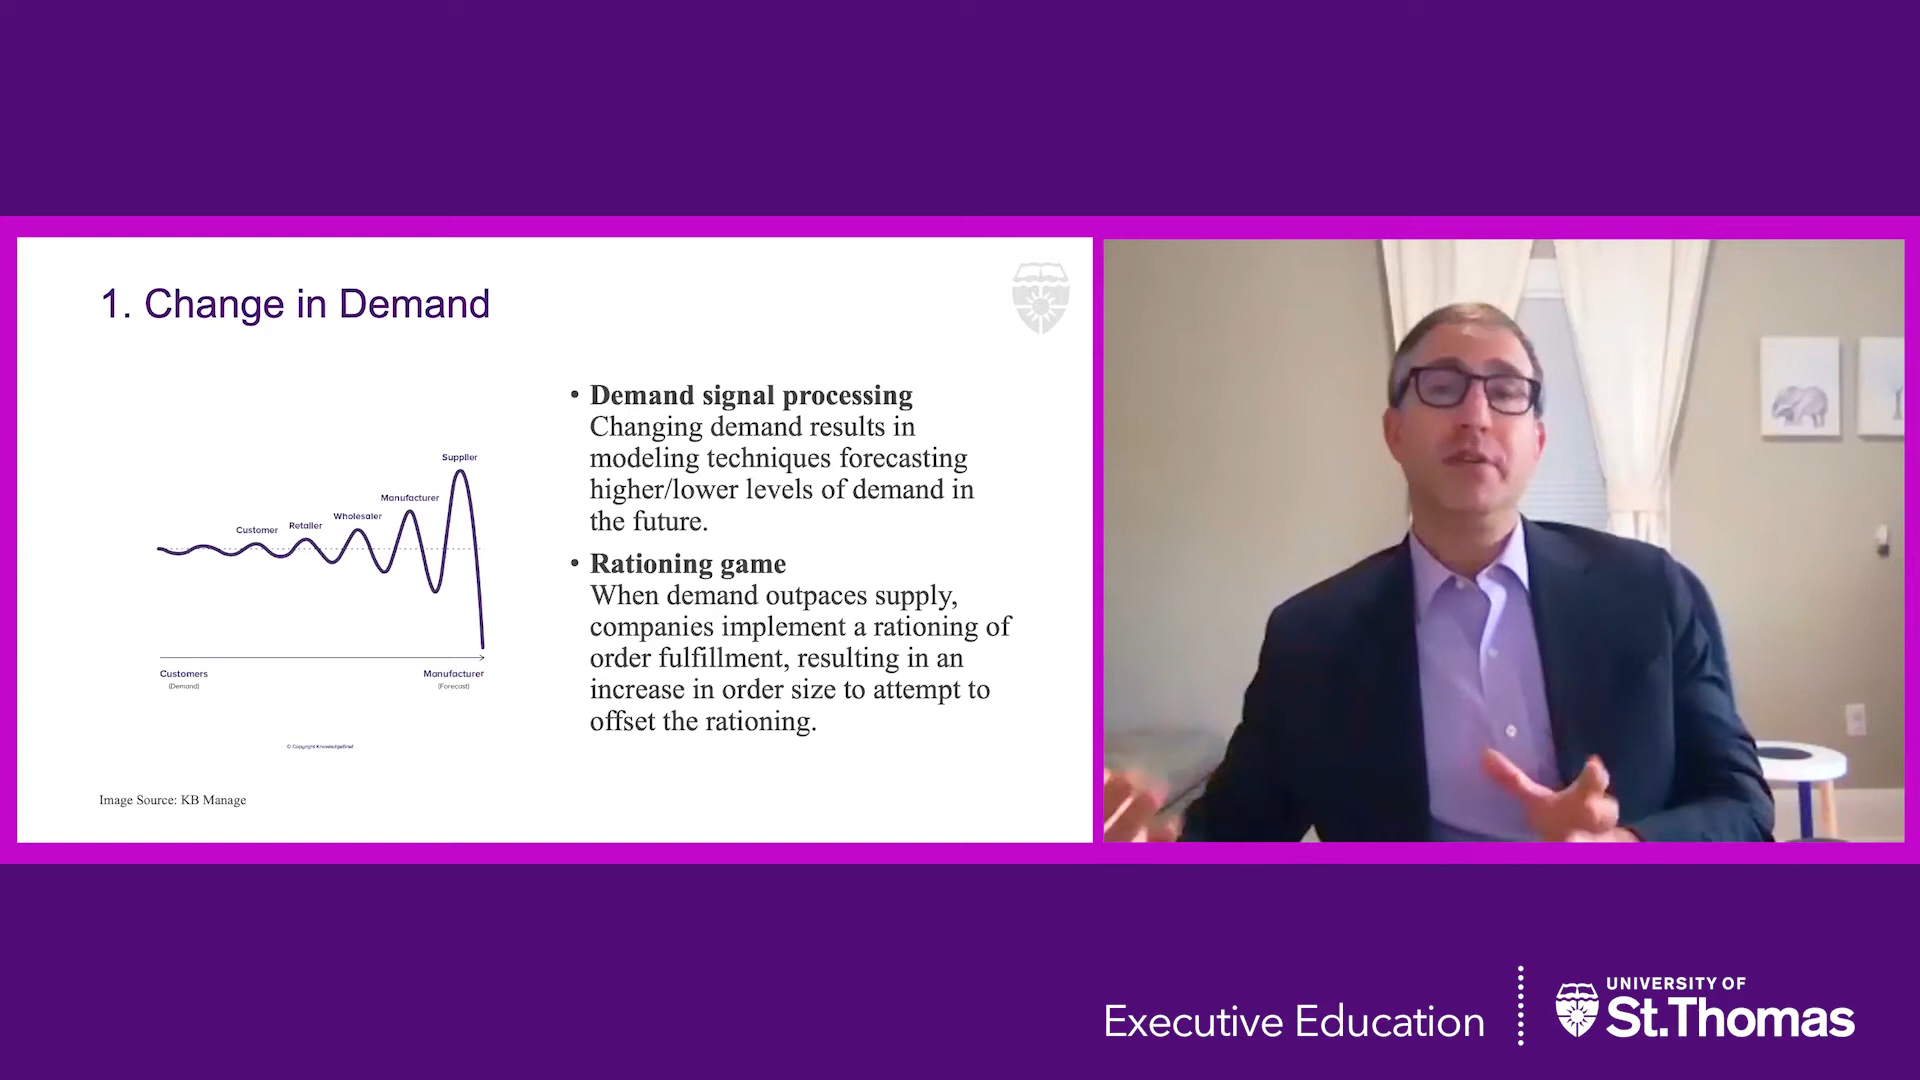 1. Change in Demand
• Demand signal processing
Changing demand results in
modeling techniques forecasting
higher/lower levels of demand in
the future.
• Rationing game
When demand outpaces supply,
companies implement a rationing of
order fulfillment, resulting in an
increase in order size to attempt to
offset the rationing.
Customer
Retailer
Wholesaler
Manufacturer
Supplier
Customers
(Demand)
Manufacturer
(Forecast)
© Copyright KnowledgeBrief
Image Source: KB Manage
Executive Education
UNIVERSITY OF
St.Thomas